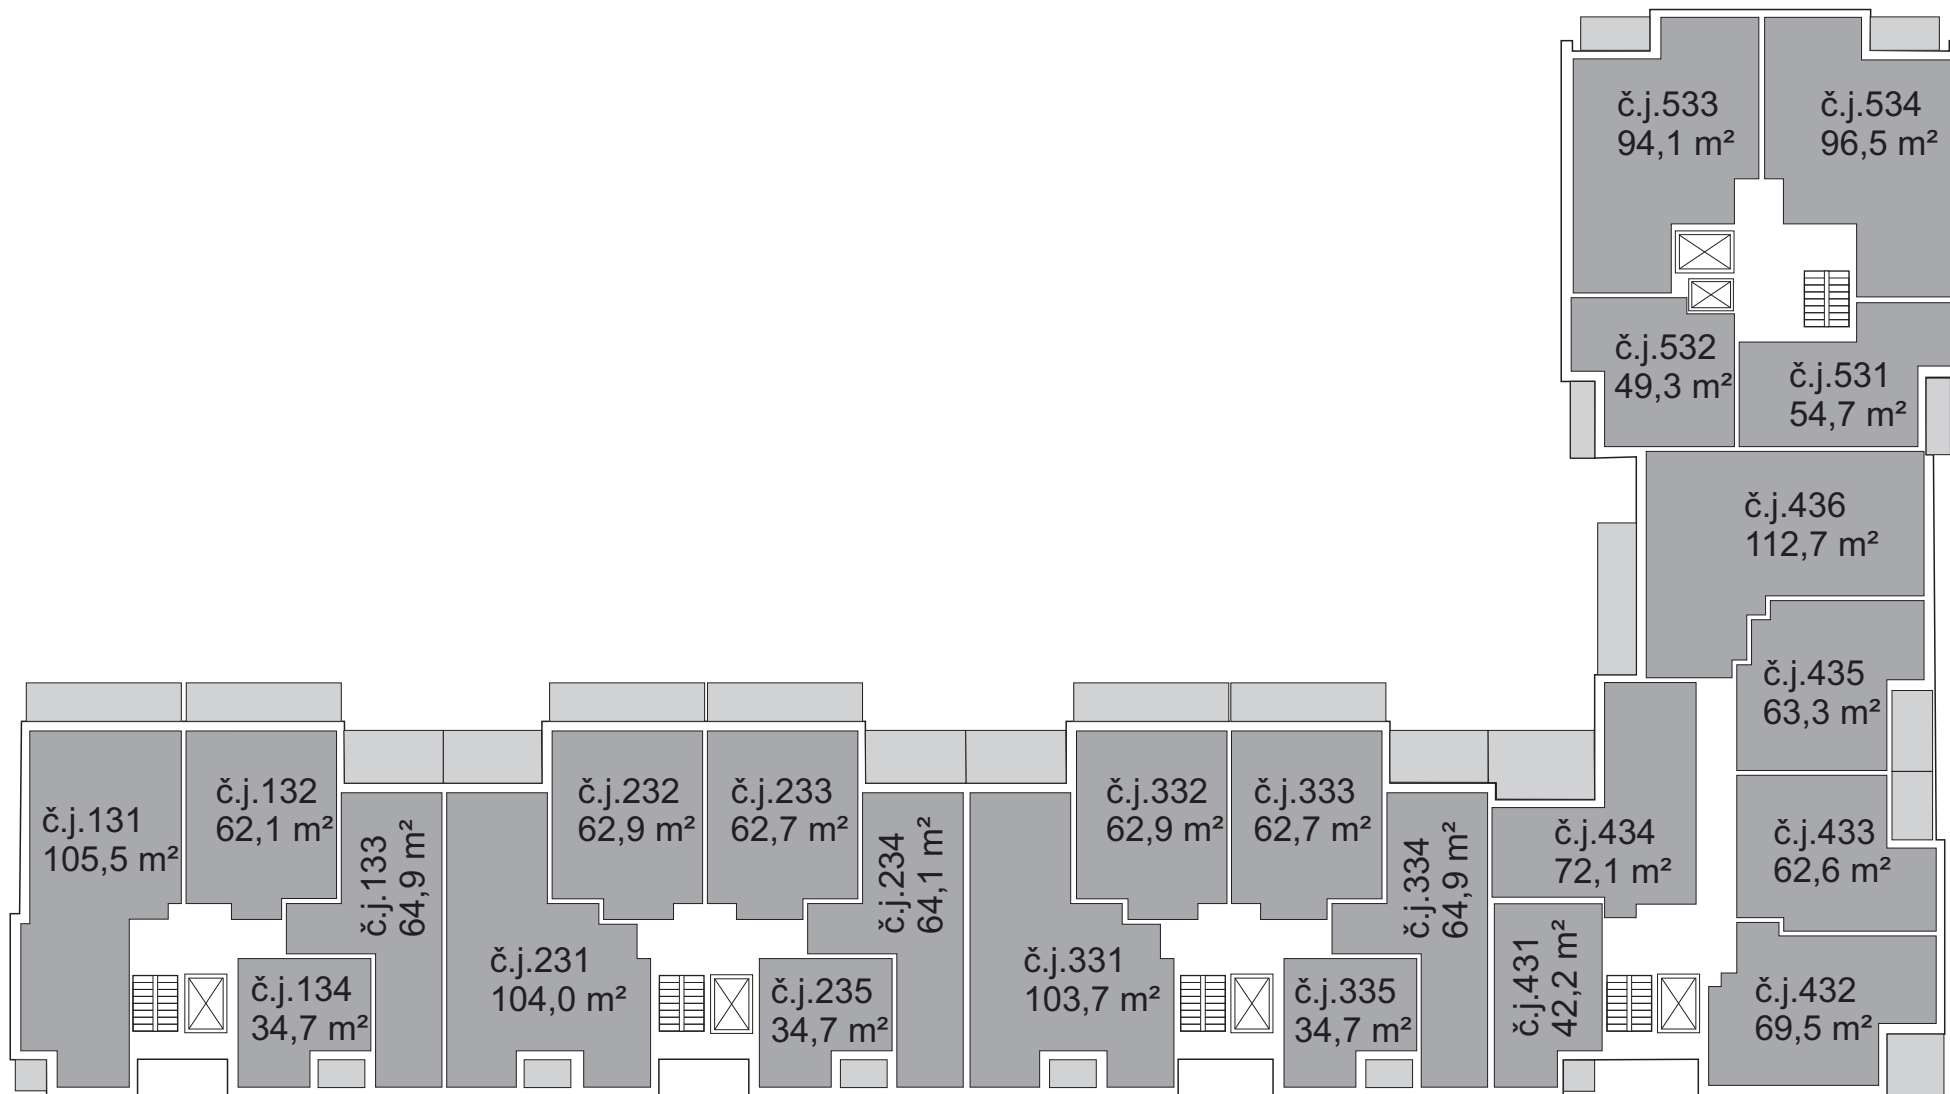 č.j.533
94,1 m²
č.j.534
96,5 m²
č.j.532
49,3 m²
č.j.531
54,7 m²
č.j.436
112,7 m²
č.j.435
63,3 m²
č.j.131
105,5 m²
č.j.132
62,1 m²
č.j.133
64,9 m²
č.j.134
34,7 m²
č.j.231
104,0 m²
č.j.232
62,9 m²
č.j.233
62,7 m²
č.j.234
64,1 m²
č.j.235
34,7 m²
č.j.331
103,7 m²
č.j.332
62,9 m²
č.j.333
62,7 m²
č.j.334
64,9 m²
č.j.335
34,7 m²
č.j.434
72,1 m²
č.j.433
62,6 m²
č.j.431
42,2 m²
č.j.432
69,5 m²